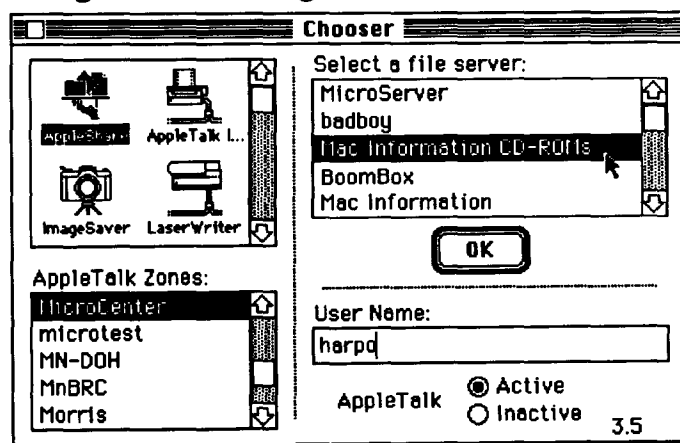 Chooser
AppleShare
AppleTalk I...
ImageSaver
LaserWriter
AppleTalk Zones:
MicroCenter
microtest
MN-DOH
MnBRC
Morris
Select a file server:
MicroServer
badboy
Mac Information CD-ROMs
BoomBox
Mac Information
OK
User Name:
harpo
AppleTalk
Active
Inactive
3.5